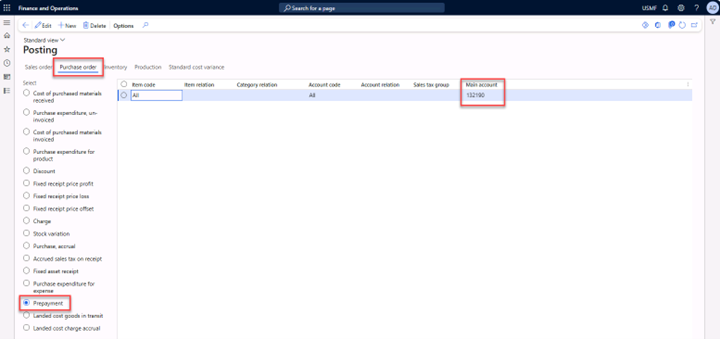 Finance and Operations
Search for a page
USMF
Edit
New
Delete
Options
Standard view
Posting
Sales order
Purchase order
Inventory
Production
Standard cost variance
Select
Cost of purchased materials
received
Purchase expenditure, un-
invoiced
Cost of purchased materials
invoiced
Purchase expenditure for
product
Discount
Fixed receipt price profit
Fixed receipt price loss
Fixed receipt price offset
Charge
Stock variation
Purchase, accrual
Accrued sales tax on receipt
Fixed asset receipt
Purchase expenditure for
expense
Prepayment
Landed cost goods in transit
Landed cost charge accrual
Item code
Item relation
Category relation
Account code
Account relation
Sales tax group
Main account
All
All
132190